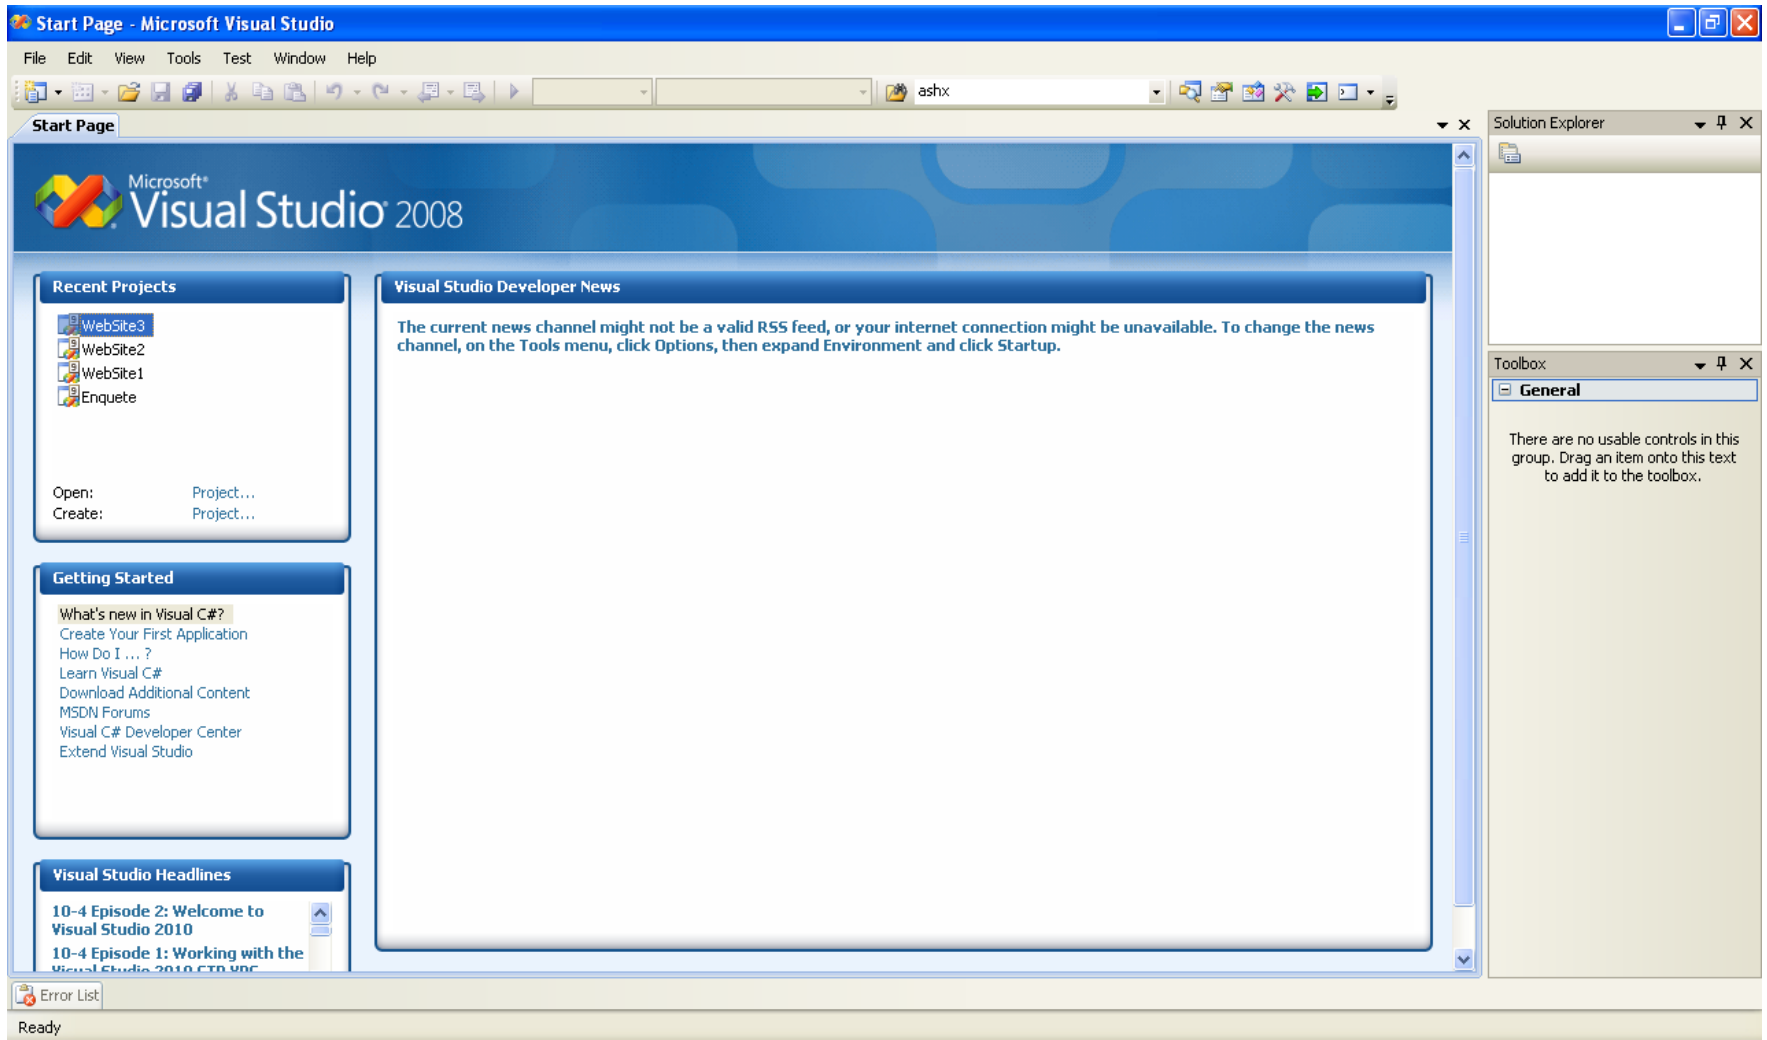 Start Page - Microsoft Visual Studio
File Edit View Tools Test Window Help
ashx
Start Page
Solution Explorer
Microsoft®
Visual Studio® 2008
Recent Projects
WebSite3
WebSite2
WebSite1
Enquete
Open: Project...
Create: Project...
Getting Started
What's new in Visual C#?
Create Your First Application
How Do I ... ?
Learn Visual C#
Download Additional Content
MSDN Forums
Visual C# Developer Center
Extend Visual Studio
Visual Studio Headlines
10-4 Episode 2: Welcome to
Visual Studio 2010
10-4 Episode 1: Working with the
Visual Studio 2010 CTP VPC
Visual Studio Developer News
The current news channel might not be a valid RSS feed, or your internet connection might be unavailable. To change the news
channel, on the Tools menu, click Options, then expand Environment and click Startup.
Toolbox
General
There are no usable controls in this
group. Drag an item onto this text
to add it to the toolbox.
Error List
Ready